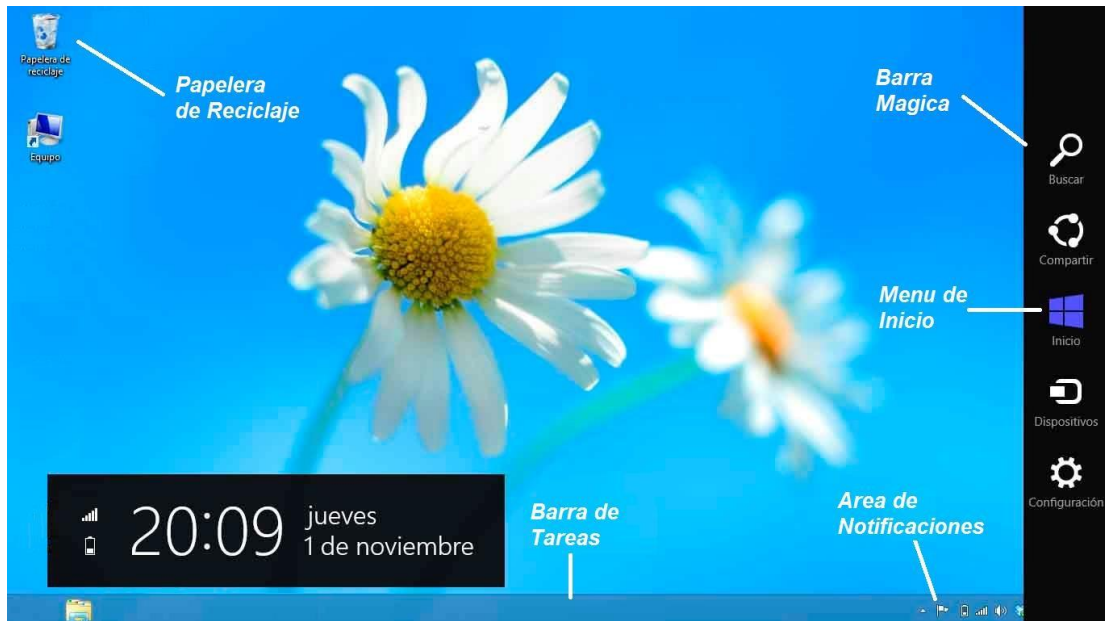 Papelera de
reciclaje
Papelera
de Reciclaje
Equipo
Barra
Magica
Buscar
Compartir
Menu de
Inicio
Inicio
Dispositivos
Configuración
20:09
jueves
1 de noviembre
Barra de
Tareas
Area de
Notificaciones